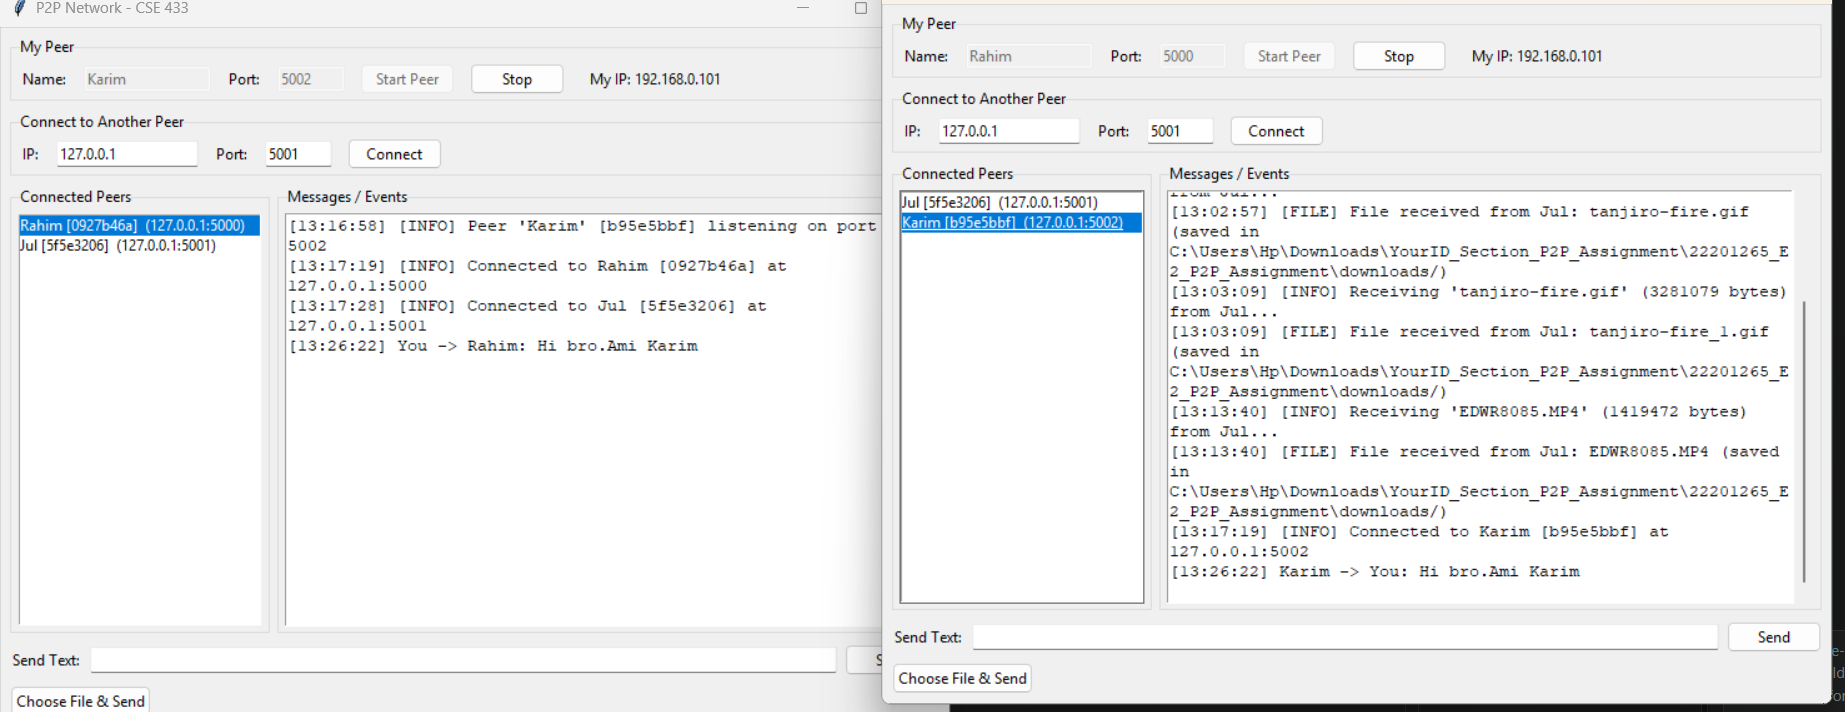 P2P Network - CSE 433
My Peer
Name: Karim Port: 5002 Start Peer Stop My IP: 192.168.0.101
Connect to Another Peer
IP: 127.0.0.1 Port: 5001 Connect
Connected Peers
Rahim [0927b46a] (127.0.0.1:5000)
Jul [5f5e3206] (127.0.0.1:5001)
Messages / Events
[13:16:58] [INFO] Peer 'Karim' [b95e5bbf] listening on port
5002
[13:17:19] [INFO] Connected to Rahim [0927b46a] at
127.0.0.1:5000
[13:17:28] [INFO] Connected to Jul [5f5e3206] at
127.0.0.1:5001
[13:26:22] You -> Rahim: Hi bro.Ami Karim
Send Text:
Choose File & Send
My Peer
Name: Rahim Port: 5000 Start Peer Stop My IP: 192.168.0.101
Connect to Another Peer
IP: 127.0.0.1 Port: 5001 Connect
Connected Peers
Jul [5f5e3206] (127.0.0.1:5001)
Karim [b95e5bbf] (127.0.0.1:5002)
Messages / Events
from Jul...
[13:02:57] [FILE] File received from Jul: tanjiro-fire.gif
(saved in
C:\Users\Hp\Downloads\YourID_Section_P2P_Assignment\22201265_E
2_P2P_Assignment\downloads/)
[13:03:09] [INFO] Receiving 'tanjiro-fire.gif' (3281079 bytes)
from Jul...
[13:03:09] [FILE] File received from Jul: tanjiro-fire_1.gif
(saved in
C:\Users\Hp\Downloads\YourID_Section_P2P_Assignment\22201265_E
2_P2P_Assignment\downloads/)
[13:13:40] [INFO] Receiving 'EDWR8085.MP4' (1419472 bytes)
from Jul...
[13:13:40] [FILE] File received from Jul: EDWR8085.MP4 (saved
in
C:\Users\Hp\Downloads\YourID_Section_P2P_Assignment\22201265_E
2_P2P_Assignment\downloads/)
[13:17:19] [INFO] Connected to Karim [b95e5bbf] at
127.0.0.1:5002
[13:26:22] Karim -> You: Hi bro.Ami Karim
Send Text: Send
Choose File & Send